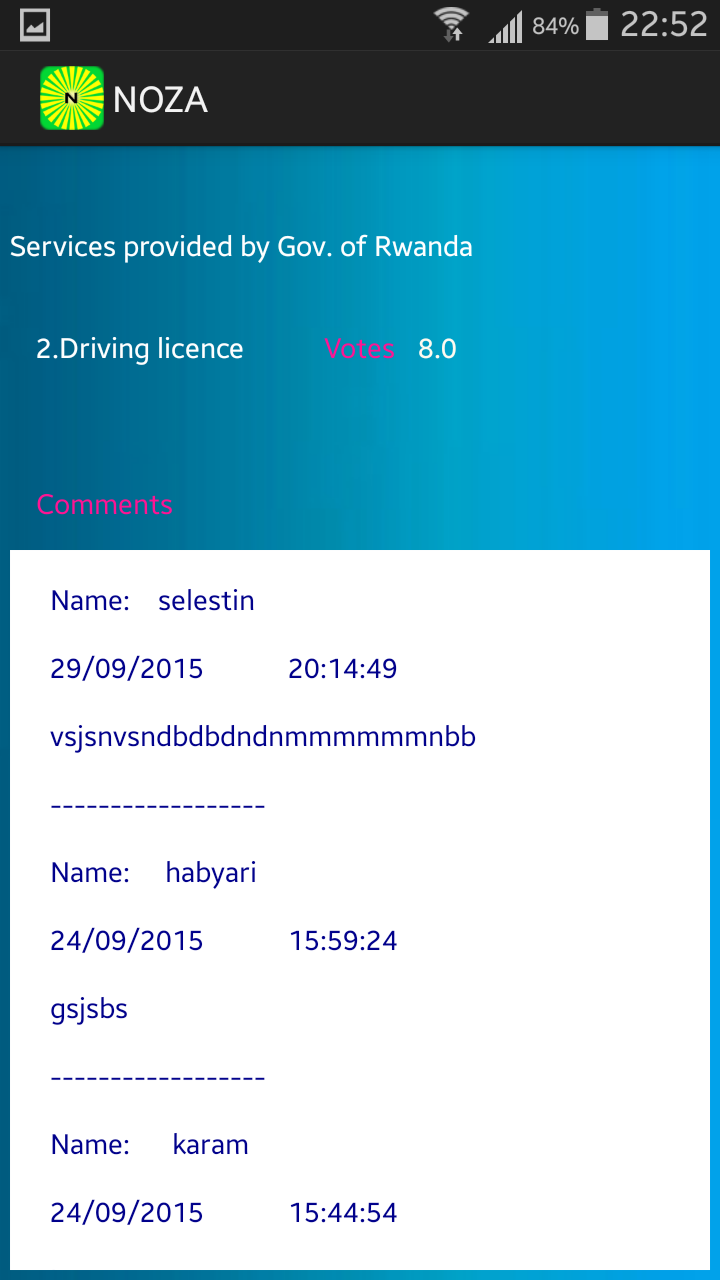 84% 22:52
N NOZA
Services provided by Gov. of Rwanda
2.Driving licence Votes 8.0
Comments
Name: selestin
29/09/2015 20:14:49
vsjsnvsndbdbdndnmmmmmmnbb
------------------
Name: habyari
24/09/2015 15:59:24
gsjsbs
------------------
Name: karam
24/09/2015 15:44:54